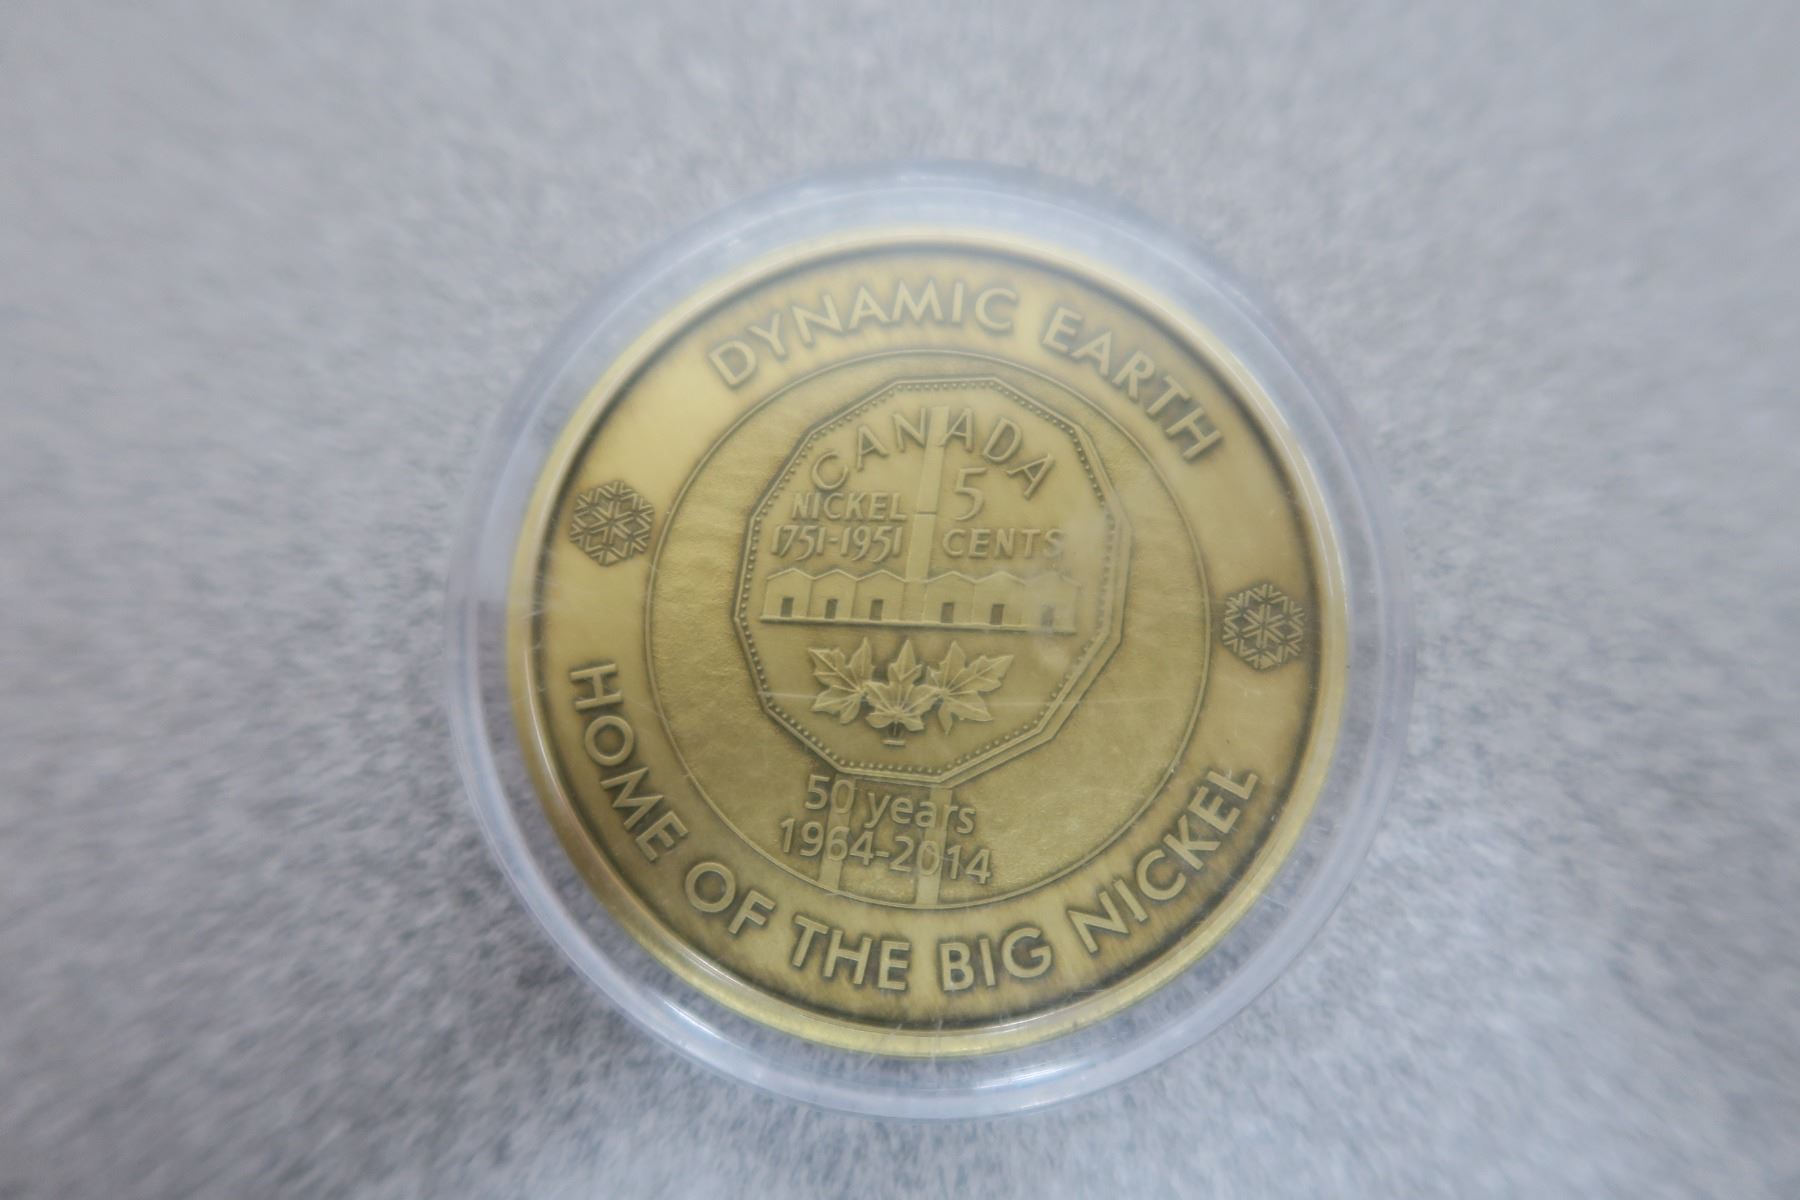 DYNAMIC EARTH
CANADA
NICKEL 5
1751-1951 CENTS
50 years
1964-2014
HOME OF THE BIG NICKEL